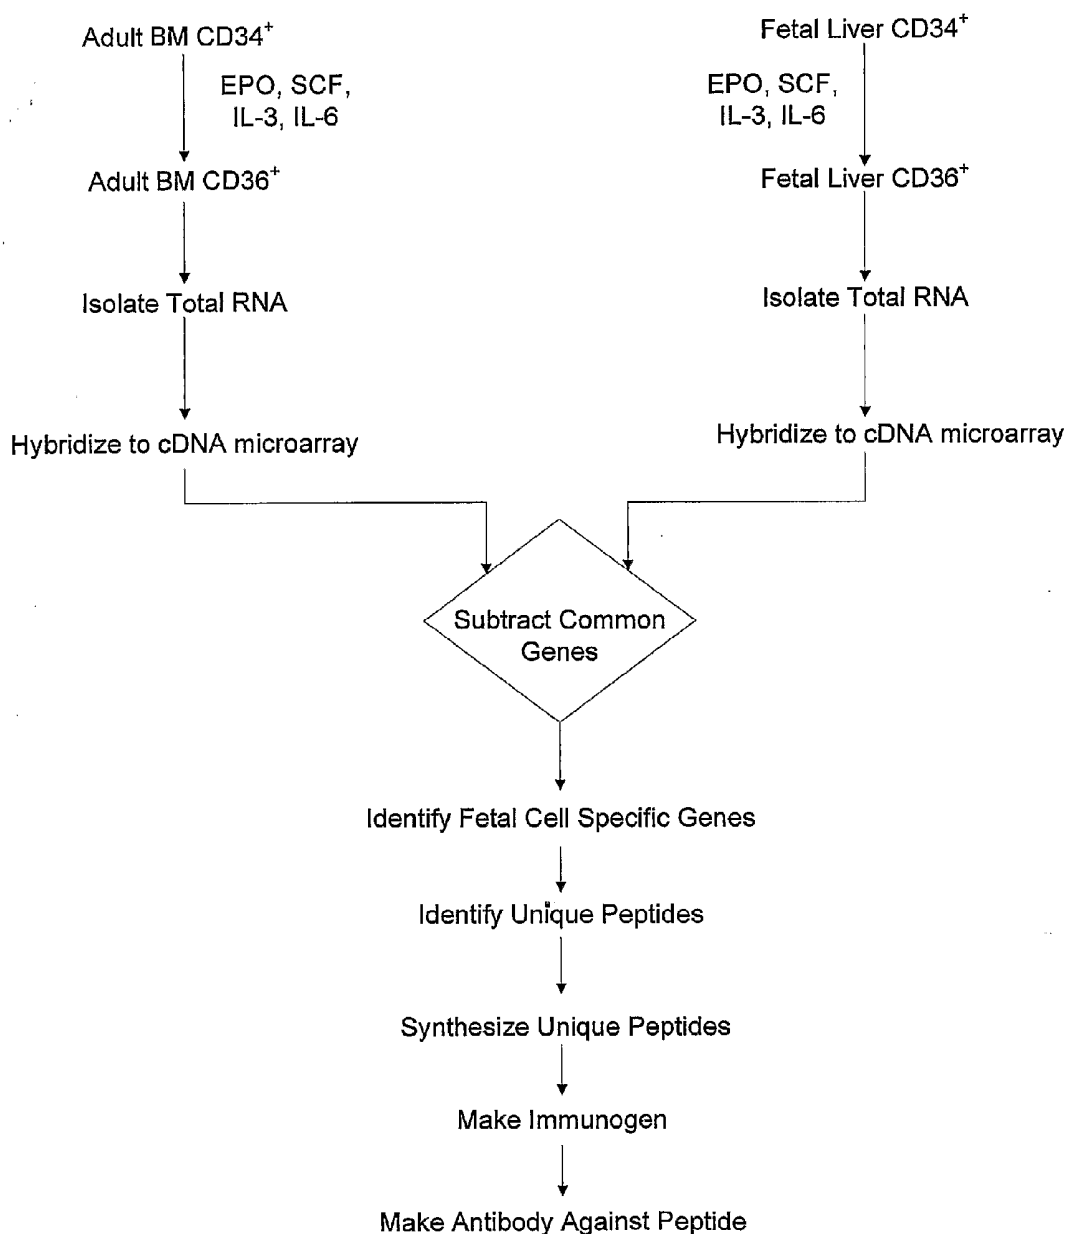 Adult BM CD34⁺
Fetal Liver CD34⁺
EPO, SCF,
IL-3, IL-6
EPO, SCF,
IL-3, IL-6
Adult BM CD36⁺
Fetal Liver CD36⁺
Isolate Total RNA
Isolate Total RNA
Hybridize to cDNA microarray
Hybridize to cDNA microarray
Subtract Common
Genes
Identify Fetal Cell Specific Genes
Identify Unique Peptides
Synthesize Unique Peptides
Make Immunogen
Make Antibody Against Peptide